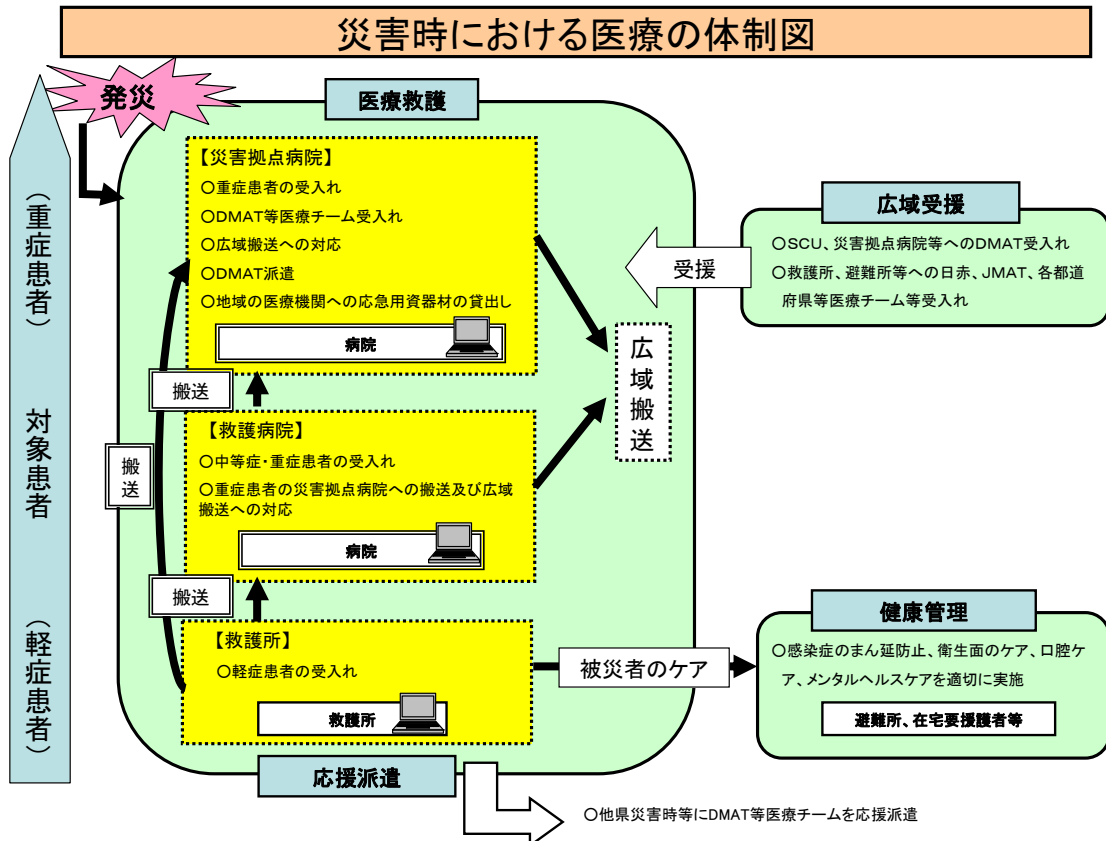 災害時における医療の体制図
発災
医療救護
(重症患者)
対象患者
(軽症患者)
【災害拠点病院】
○重症患者の受入れ
○DMAT等医療チーム受入れ
○広域搬送への対応
○DMAT派遣
○地域の医療機関への応急用資器材の貸出し
病院
搬送
【救護病院】
○中等症・重症患者の受入れ
○重症患者の災害拠点病院への搬送及び広域
搬送への対応
病院
搬送
搬送
【救護所】
○軽症患者の受入れ
救護所
広域搬送
受援
広域受援
○SCU、災害拠点病院等へのDMAT受入れ
○救護所、避難所等への日赤、JMAT、各都道
府県等医療チーム等受入れ
被災者のケア
健康管理
○感染症のまん延防止、衛生面のケア、口腔ケ
ア、メンタルヘルスケアを適切に実施
避難所、在宅要援護者等
応援派遣
○他県災害時等にDMAT等医療チームを応援派遣